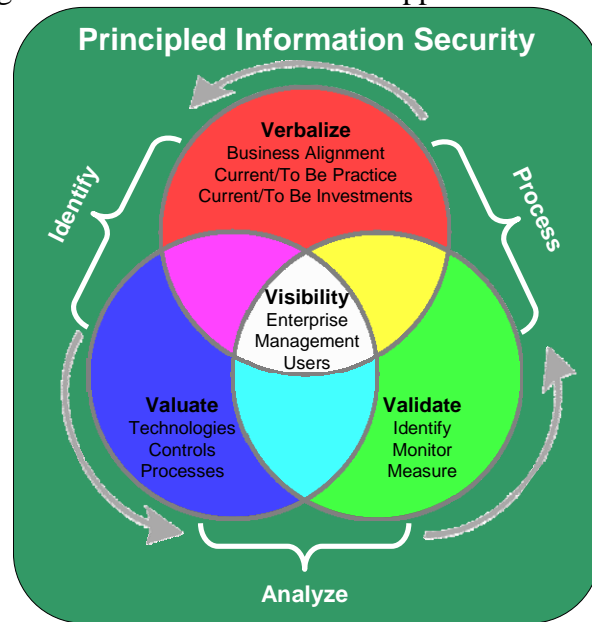 Principled Information Security
Verbalize
Business Alignment
Current/To Be Practice
Current/To Be Investments
Identify
Process
Visibility
Enterprise
Management
Users
Valuate
Technologies
Controls
Processes
Validate
Identify
Monitor
Measure
Analyze